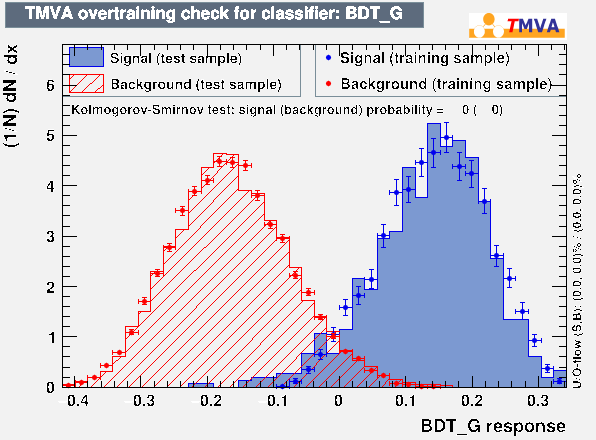 TMVA overtraining check for classifier: BDT_G
TMVA
Signal (test sample)
Background (test sample)
Signal (training sample)
Background (training sample)
Kolmogorov-Smirnov test: signal (background) probability = 0 ( 0)
(1/N) dN / dx
6
5
4
3
2
1
0
-0.4 -0.3 -0.2 -0.1 0 0.1 0.2 0.3
BDT_G response
U/O-flow (S,B): (0.0, 0.0)% / (0.0, 0.0)%